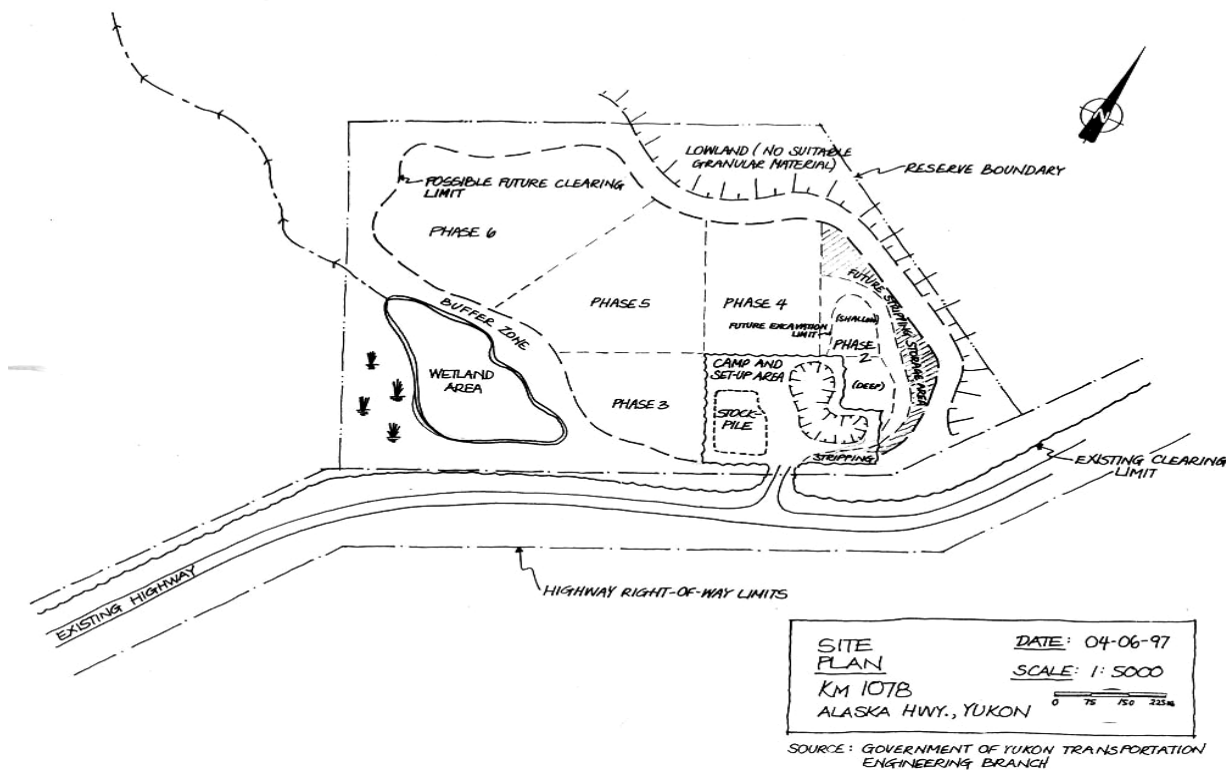 N
LOWLAND (NO SUITABLE
GRANULAR MATERIAL)
RESERVE BOUNDARY
POSSIBLE FUTURE CLEARING
LIMIT
PHASE 6
BUFFER ZONE
PHASE 5
PHASE 4
FUTURE STRIPPING STORAGE AREA
(SHALLOW)
FUTURE EXCAVATION
LIMIT
PHASE
2
(DEEP)
WETLAND
AREA
CAMP AND
SET-UP AREA
PHASE 3
STOCK-
PILE
STRIPPING
EXISTING CLEARING
LIMIT
EXISTING HIGHWAY
HIGHWAY RIGHT-OF-WAY LIMITS
SITE
PLAN
KM 1078
ALASKA HWY., YUKON
DATE: 04-06-97
SCALE: 1:5000
0 75 150 225m
SOURCE: GOVERNMENT OF YUKON TRANSPORTATION
ENGINEERING BRANCH